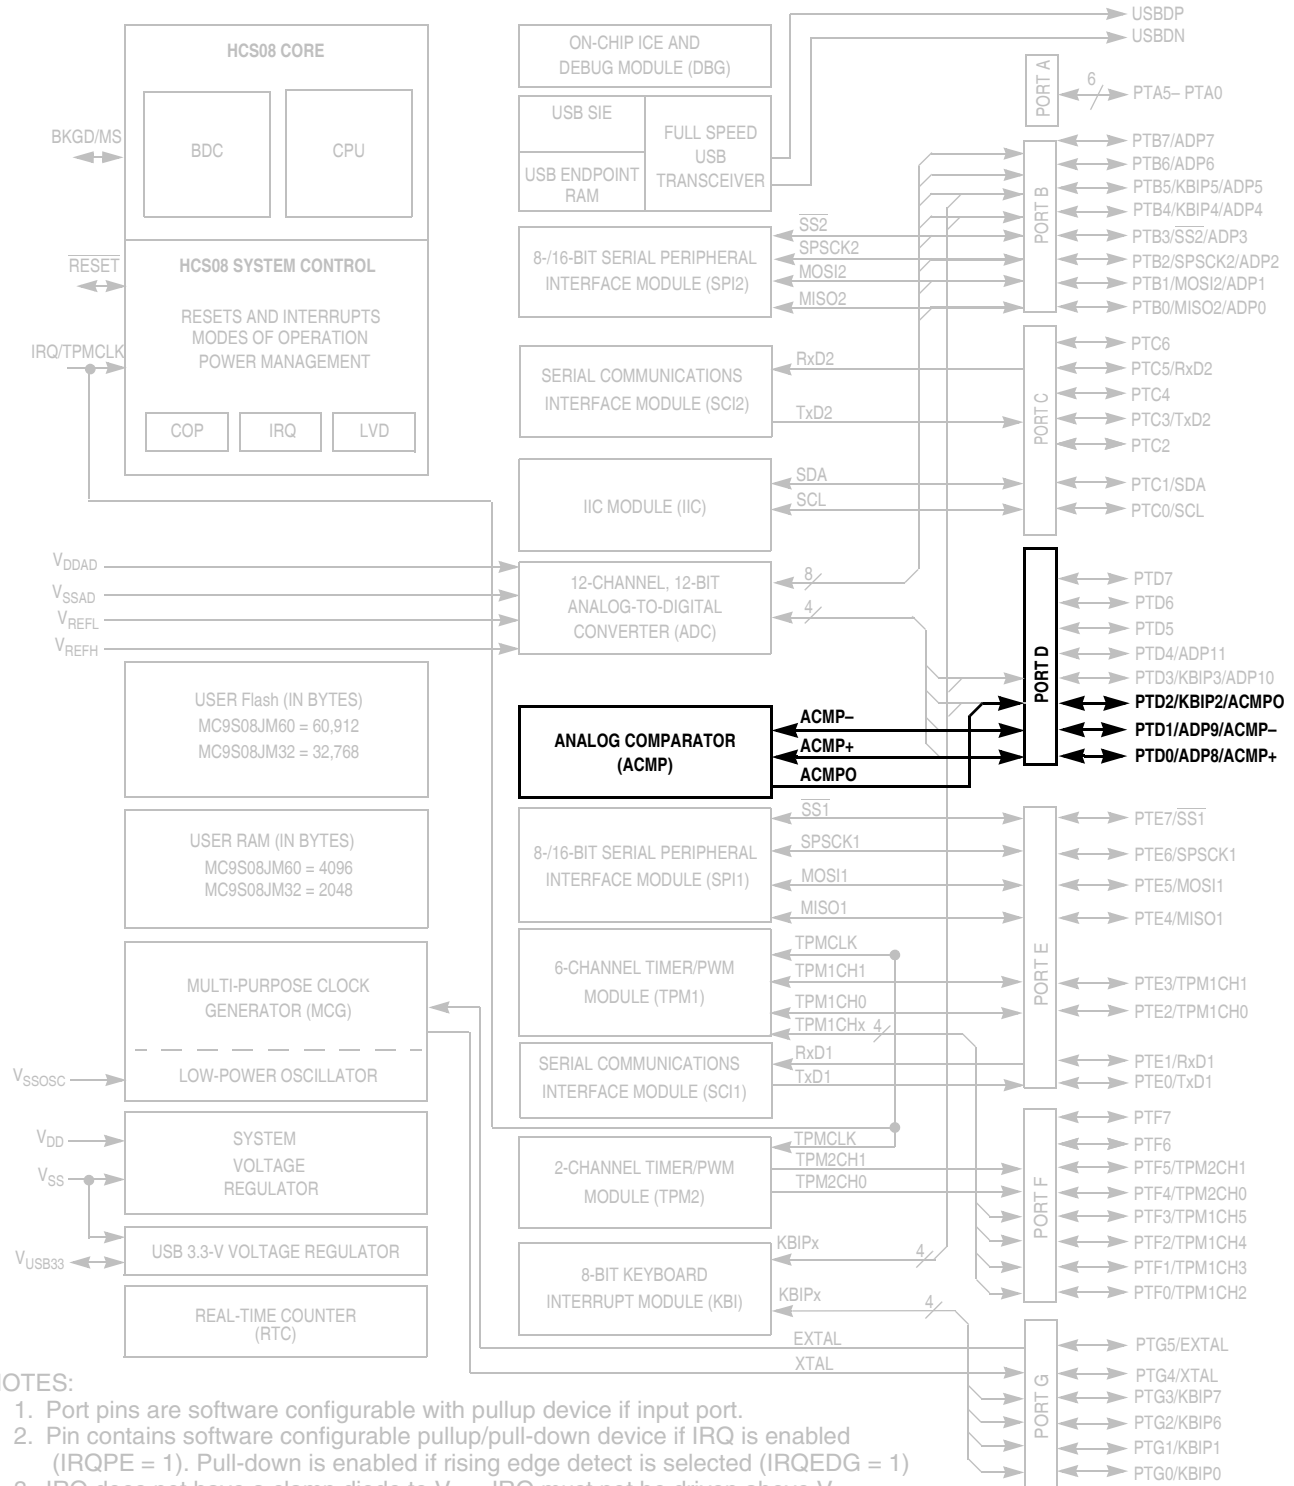 HCS08 CORE
BDC
CPU
BKGD/MS
RESET
HCS08 SYSTEM CONTROL
RESETS AND INTERRUPTS
MODES OF OPERATION
POWER MANAGEMENT
IRQ/TPMCLK
COP
IRQ
LVD
VDDAD
VSSAD
VREFL
VREFH
USER Flash (IN BYTES)
MC9S08JM60 = 60,912
MC9S08JM32 = 32,768
USER RAM (IN BYTES)
MC9S08JM60 = 4096
MC9S08JM32 = 2048
MULTI-PURPOSE CLOCK
GENERATOR (MCG)
LOW-POWER OSCILLATOR
VSSOSC
VDD
VSS
SYSTEM
VOLTAGE
REGULATOR
VUSB33
USB 3.3-V VOLTAGE REGULATOR
REAL-TIME COUNTER
(RTC)
ON-CHIP ICE AND
DEBUG MODULE (DBG)
USB SIE
USB ENDPOINT
RAM
FULL SPEED
USB
TRANSCEIVER
8-/16-BIT SERIAL PERIPHERAL
INTERFACE MODULE (SPI2)
SS2
SPSCK2
MOSI2
MISO2
SERIAL COMMUNICATIONS
INTERFACE MODULE (SCI2)
RxD2
TxD2
IIC MODULE (IIC)
SDA
SCL
12-CHANNEL, 12-BIT
ANALOG-TO-DIGITAL
CONVERTER (ADC)
8
4
ANALOG COMPARATOR
(ACMP)
ACMP–
ACMP+
ACMPO
8-/16-BIT SERIAL PERIPHERAL
INTERFACE MODULE (SPI1)
SS1
SPSCK1
MOSI1
MISO1
6-CHANNEL TIMER/PWM
MODULE (TPM1)
TPMCLK
TPM1CH1
TPM1CH0
TPM1CHx 4
SERIAL COMMUNICATIONS
INTERFACE MODULE (SCI1)
RxD1
TxD1
2-CHANNEL TIMER/PWM
MODULE (TPM2)
TPMCLK
TPM2CH1
TPM2CH0
8-BIT KEYBOARD
INTERRUPT MODULE (KBI)
KBIPx
4
KBIPx
4
EXTAL
XTAL
USBDP
USBDN
PORT A
6
PTA5– PTA0
PORT B
PTB7/ADP7
PTB6/ADP6
PTB5/KBIP5/ADP5
PTB4/KBIP4/ADP4
PTB3/SS2/ADP3
PTB2/SPSCK2/ADP2
PTB1/MOSI2/ADP1
PTB0/MISO2/ADP0
PORT C
PTC6
PTC5/RxD2
PTC4
PTC3/TxD2
PTC2
PTC1/SDA
PTC0/SCL
PORT D
PTD7
PTD6
PTD5
PTD4/ADP11
PTD3/KBIP3/ADP10
PTD2/KBIP2/ACMPO
PTD1/ADP9/ACMP–
PTD0/ADP8/ACMP+
PORT E
PTE7/SS1
PTE6/SPSCK1
PTE5/MOSI1
PTE4/MISO1
PTE3/TPM1CH1
PTE2/TPM1CH0
PTE1/RxD1
PTE0/TxD1
PORT F
PTF7
PTF6
PTF5/TPM2CH1
PTF4/TPM2CH0
PTF3/TPM1CH5
PTF2/TPM1CH4
PTF1/TPM1CH3
PTF0/TPM1CH2
PORT G
PTG5/EXTAL
PTG4/XTAL
PTG3/KBIP7
PTG2/KBIP6
PTG1/KBIP1
PTG0/KBIP0
OTES:
1. Port pins are software configurable with pullup device if input port.
2. Pin contains software configurable pullup/pull-down device if IRQ is enabled
(IRQPE = 1). Pull-down is enabled if rising edge detect is selected (IRQEDG = 1)
3. IRQ does not have a clamp diode to V IRQ must not be driven above V